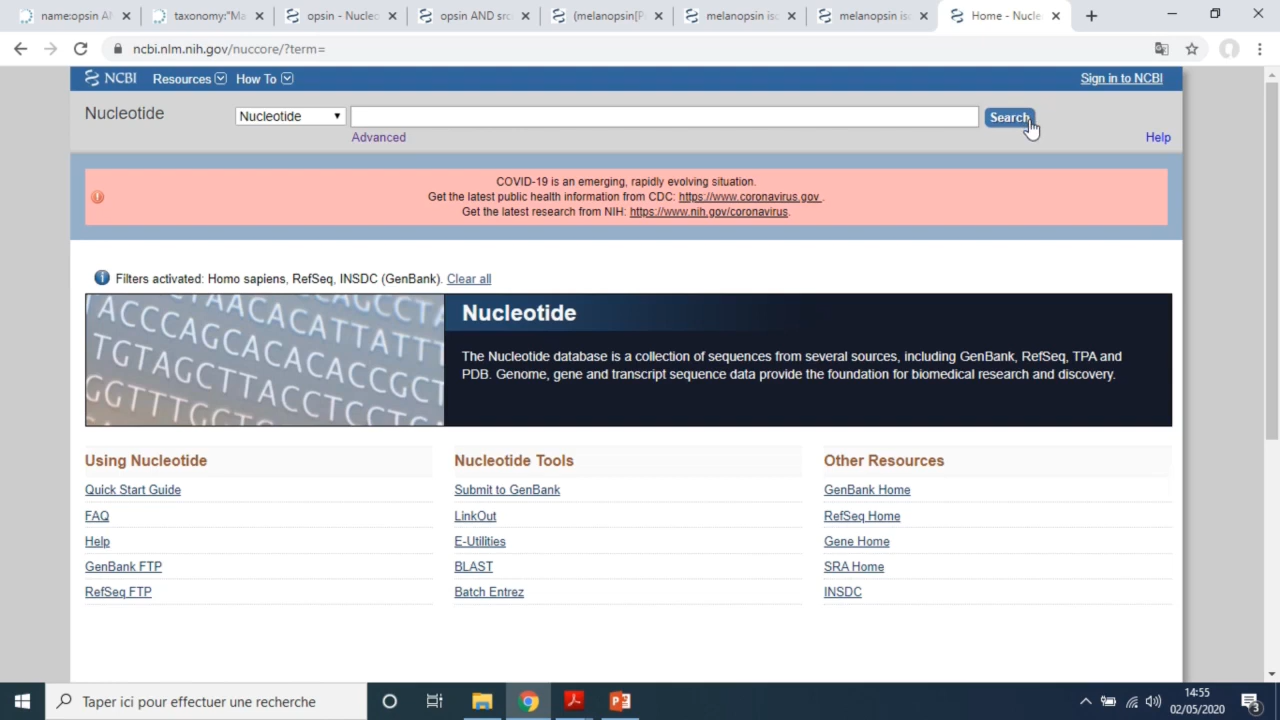 name:opsin A
taxonomy:"Ma
opsin - Nucleo
opsin AND src
(melanopsin[P
melanopsin iso
melanopsin iso
Home - Nucle
ncbi.nlm.nih.gov/nuccore/?term=
NCBI Resources How To Sign in to NCBI
Nucleotide Nucleotide Search
Advanced Help
COVID-19 is an emerging, rapidly evolving situation.
Get the latest public health information from CDC: https://www.coronavirus.gov .
Get the latest research from NIH: https://www.nih.gov/coronavirus.
Filters activated: Homo sapiens, RefSeq, INSDC (GenBank). Clear all
Nucleotide
The Nucleotide database is a collection of sequences from several sources, including GenBank, RefSeq, TPA and
PDB. Genome, gene and transcript sequence data provide the foundation for biomedical research and discovery.
Using Nucleotide
Quick Start Guide
FAQ
Help
GenBank FTP
RefSeq FTP
Nucleotide Tools
Submit to GenBank
LinkOut
E-Utilities
BLAST
Batch Entrez
Other Resources
GenBank Home
RefSeq Home
Gene Home
SRA Home
INSDC
Taper ici pour effectuer une recherche
14:55
02/05/2020
3